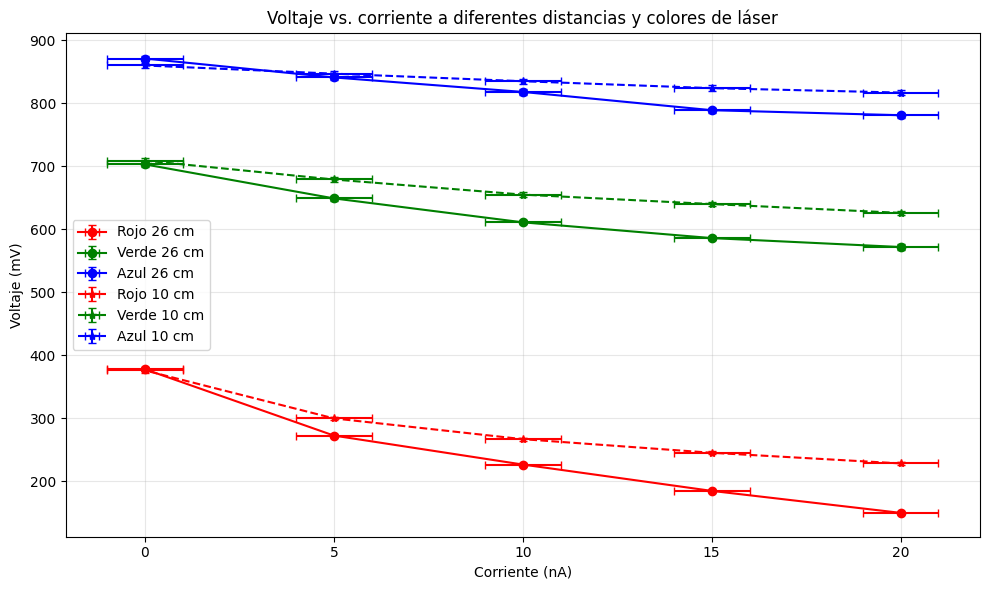 Voltaje vs. corriente a diferentes distancias y colores de láser
Voltaje (mV)
900
800
700
600
500
400
300
200
Rojo 26 cm
Verde 26 cm
Azul 26 cm
Rojo 10 cm
Verde 10 cm
Azul 10 cm
0 5 10 15 20
Corriente (nA)